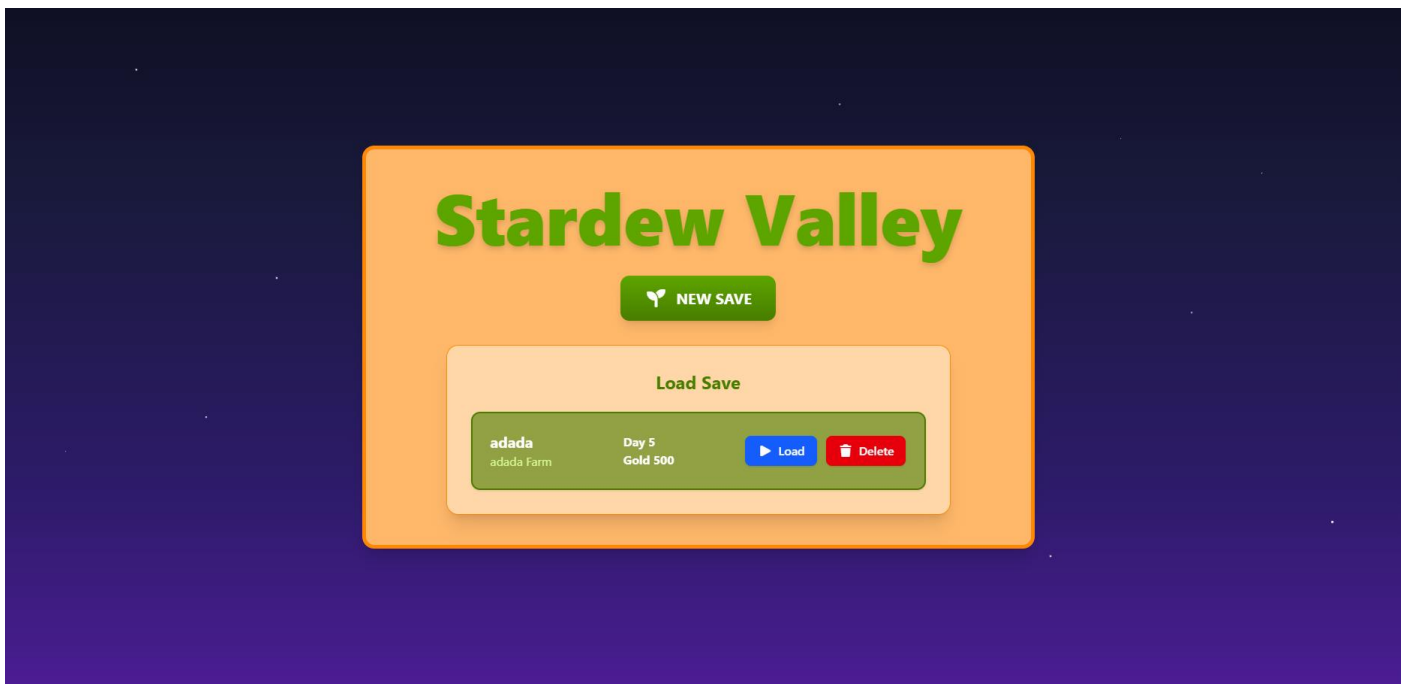 Stardew Valley
NEW SAVE
Load Save
adada
adada Farm
Day 5
Gold 500
Load
Delete